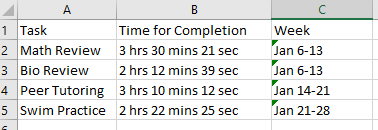 A B C
1 Task Time for Completion Week
2 Math Review 3 hrs 30 mins 21 sec Jan 6-13
3 Bio Review 2 hrs 12 mins 39 sec Jan 6-13
4 Peer Tutoring 3 hrs 10 mins 12 sec Jan 14-21
5 Swim Practice 2 hrs 22 mins 25 sec Jan 21-28